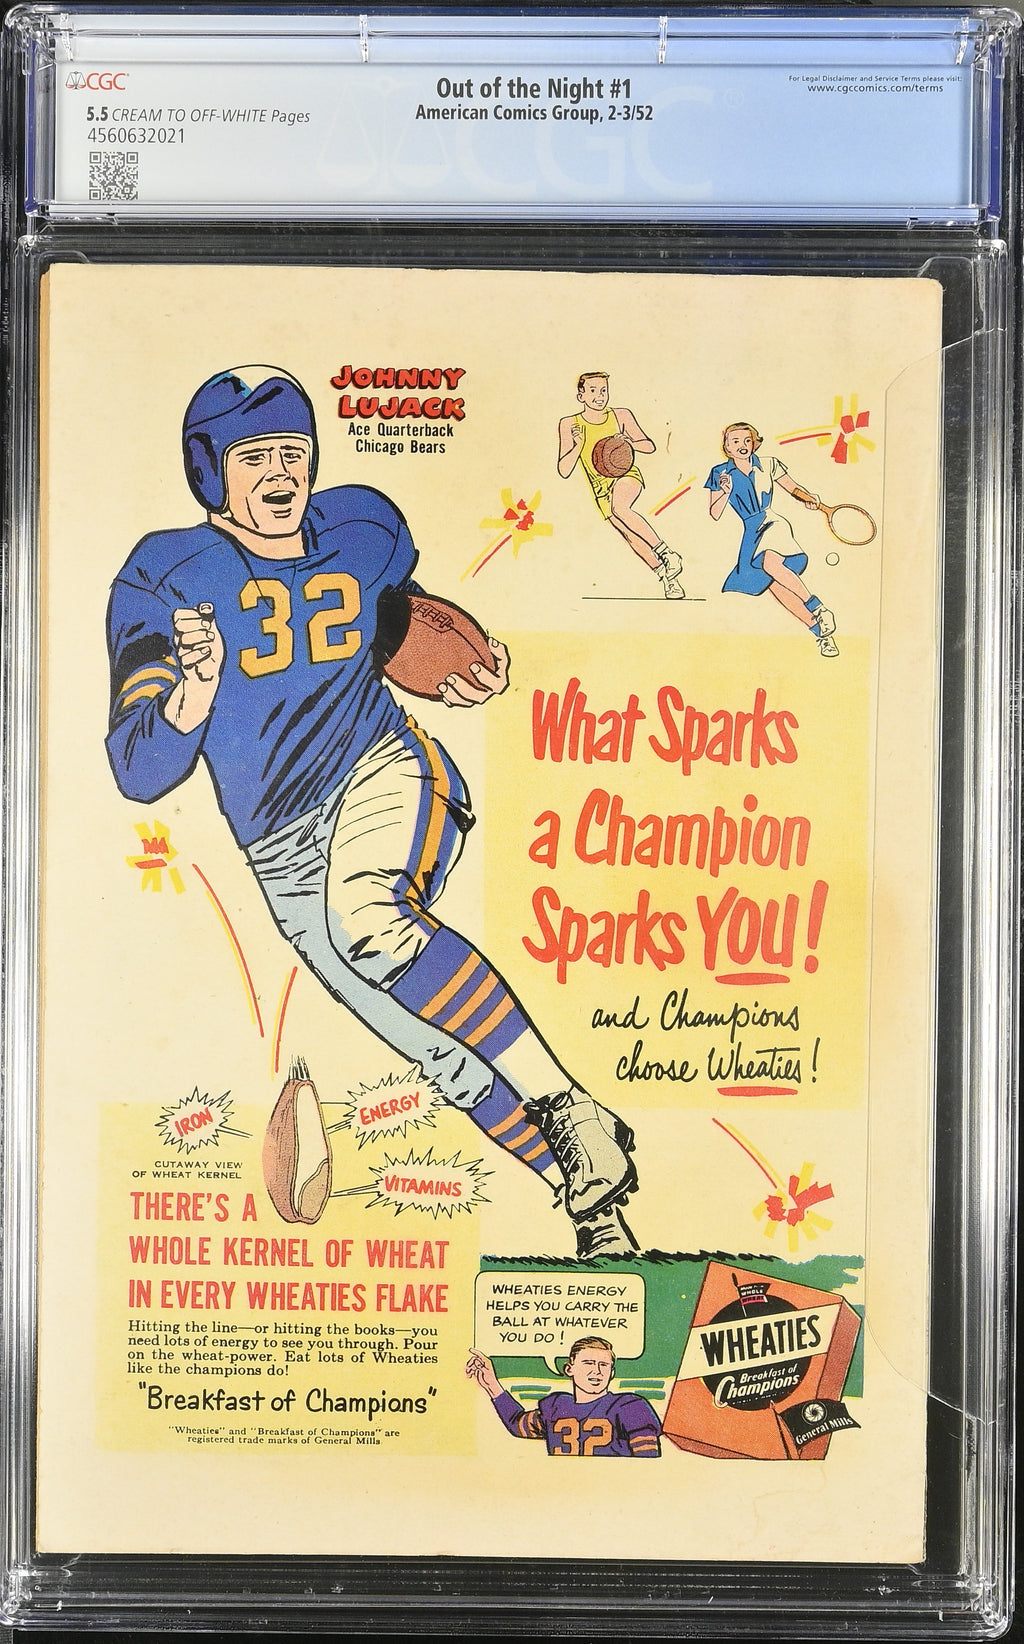 CGC
Out of the Night #1
For Legal Disclaimer and Service Terms please visit:
www.cgccomics.com/terms
5.5 CREAM TO OFF-WHITE Pages
American Comics Group, 2-3/52
4560632021
CGC
JOHNNY
LUJACK
Ace Quarterback
Chicago Bears
32
What Sparks
a Champion
Sparks YOU!
and Champions
choose Wheaties!
IRON
ENERGY
VITAMINS
CUTAWAY VIEW
OF WHEAT KERNEL
THERE'S A
WHOLE KERNEL OF WHEAT
IN EVERY WHEATIES FLAKE
Hitting the line—or hitting the books—you
need lots of energy to see you through. Pour
on the wheat-power. Eat lots of Wheaties
like the champions do!
"Breakfast of Champions"
"Wheaties" and "Breakfast of Champions" are
registered trade marks of General Mills.
WHEATIES ENERGY
HELPS YOU CARRY THE
BALL AT WHATEVER
YOU DO!
32
WHOLE
WHEAT
WHEATIES
Breakfast of
Champions
General Mills